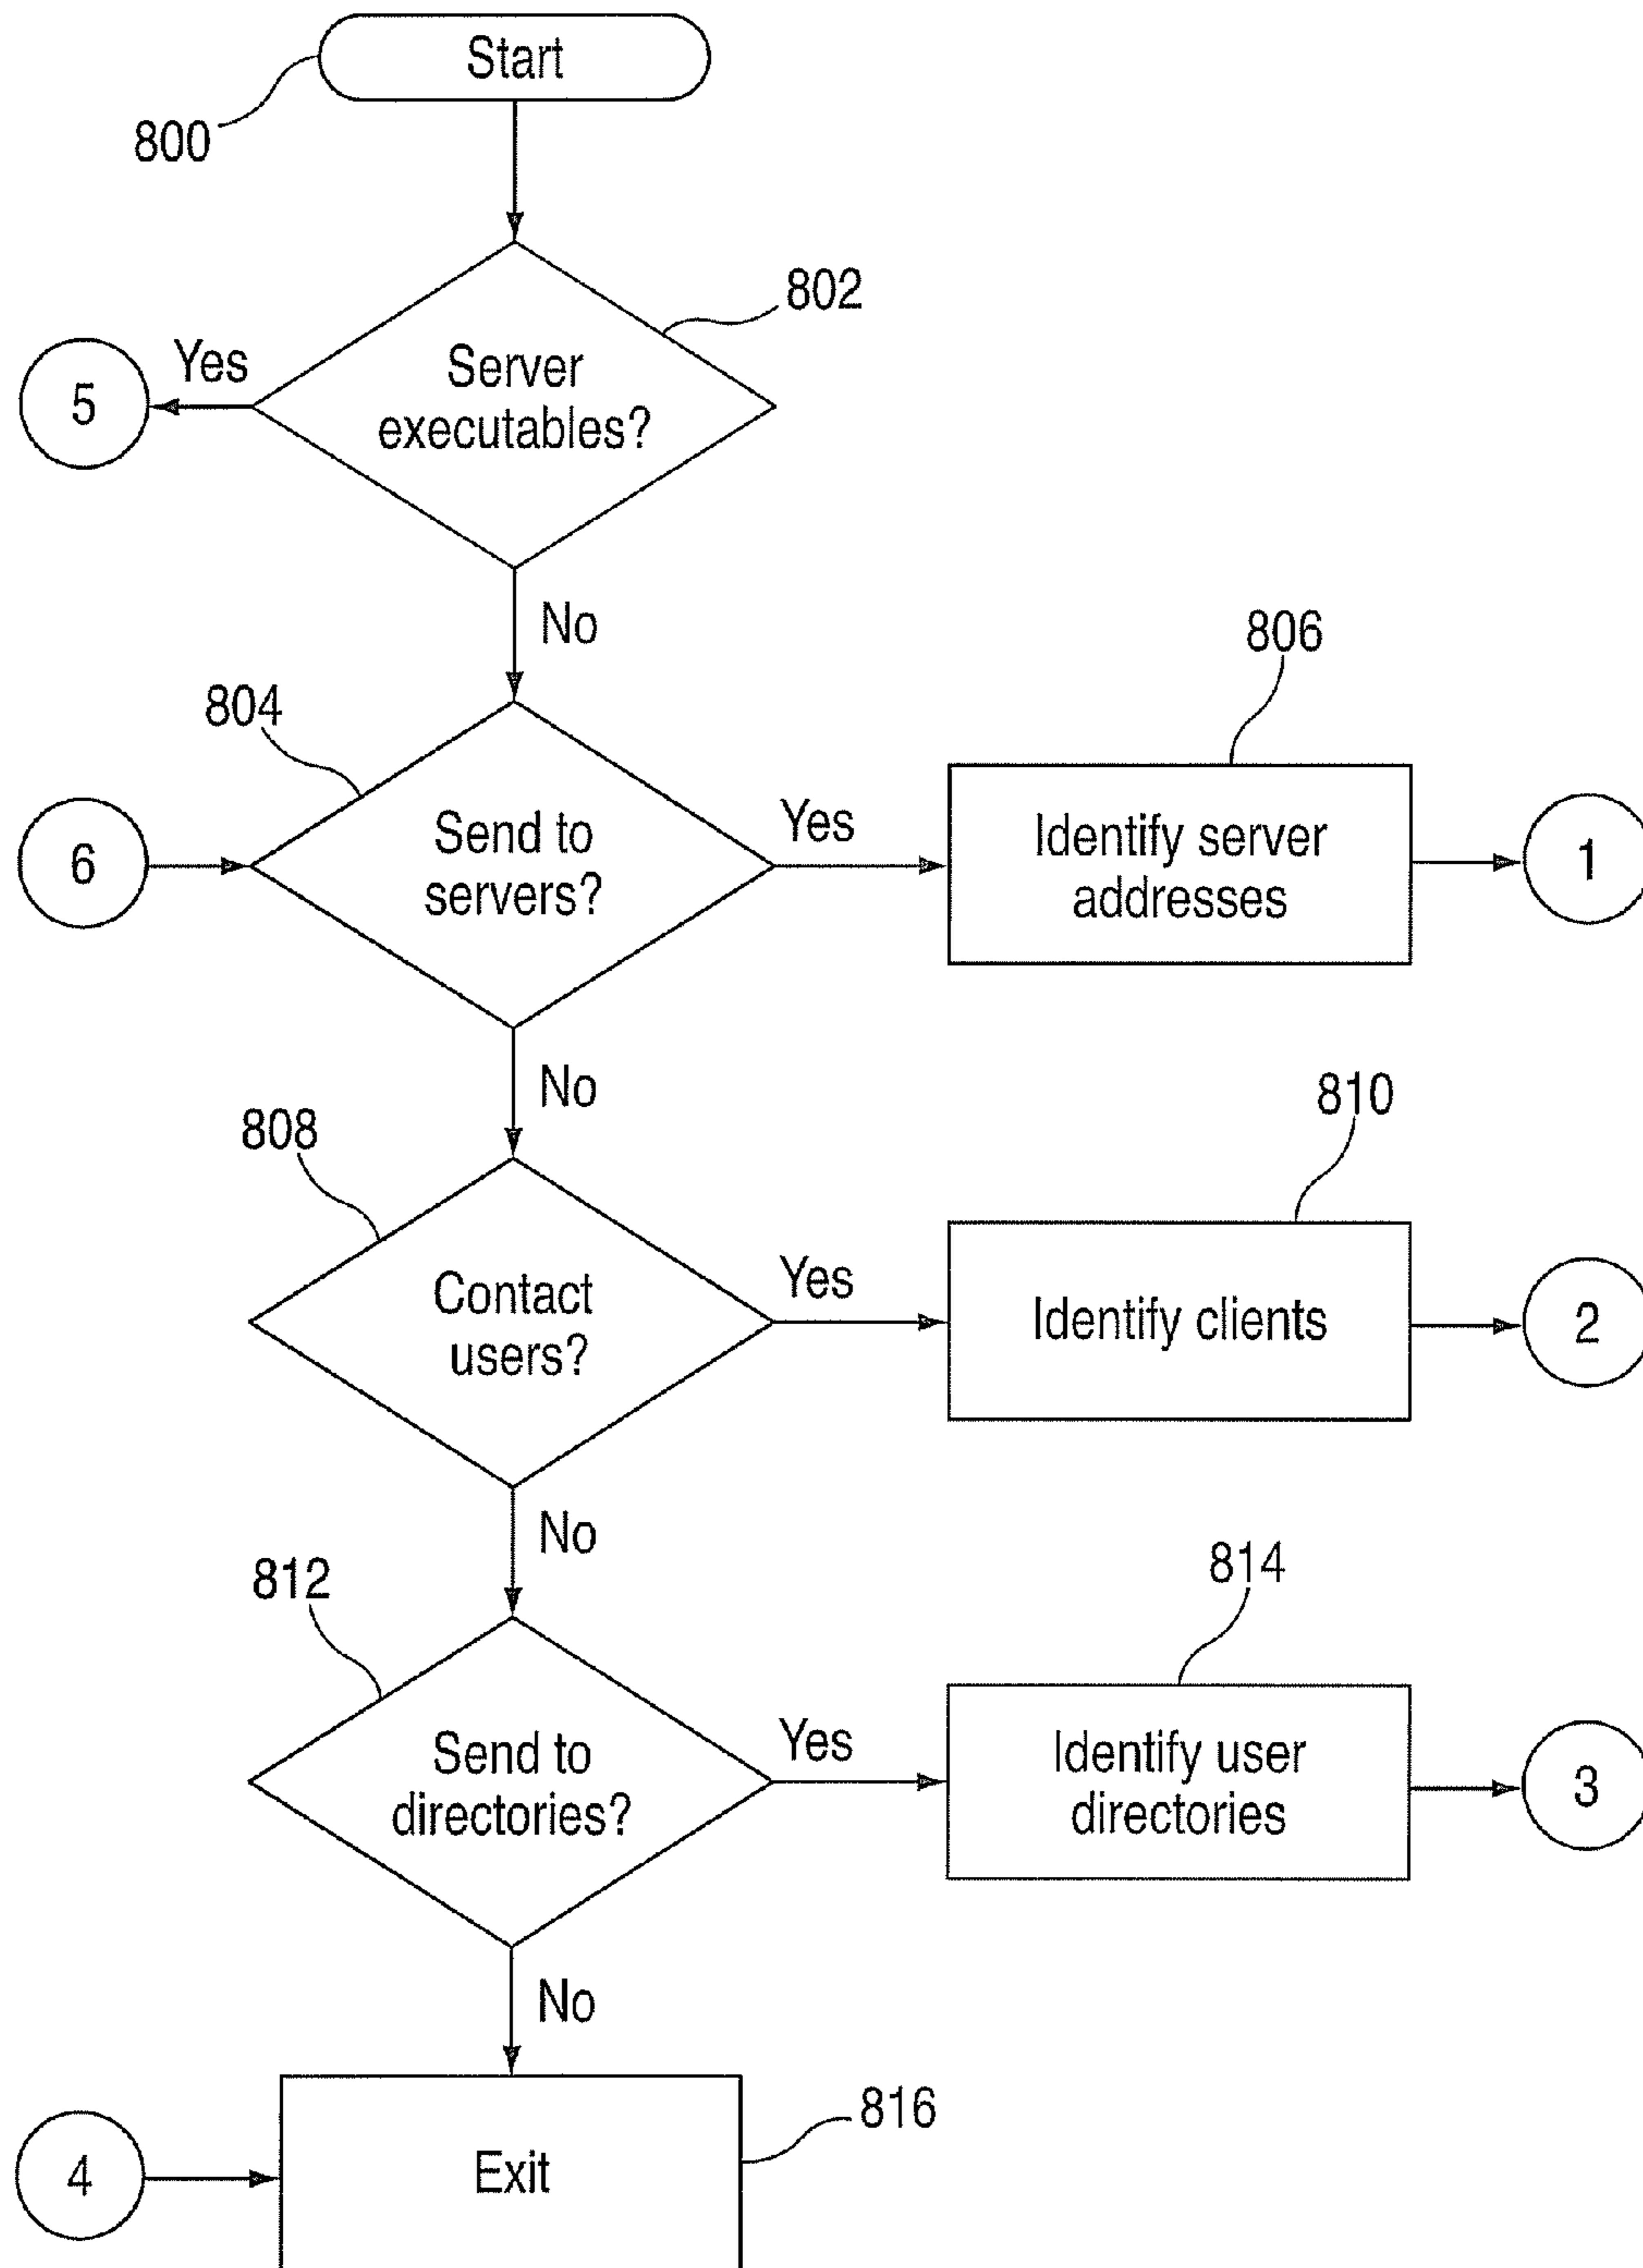 Start
800
802
Server
executables?
Yes
5
No
804
806
6
Send to
servers?
Yes
Identify server
addresses
1
No
808
810
Contact
users?
Yes
Identify clients
2
No
812
814
Send to
directories?
Yes
Identify user
directories
3
No
816
4
Exit